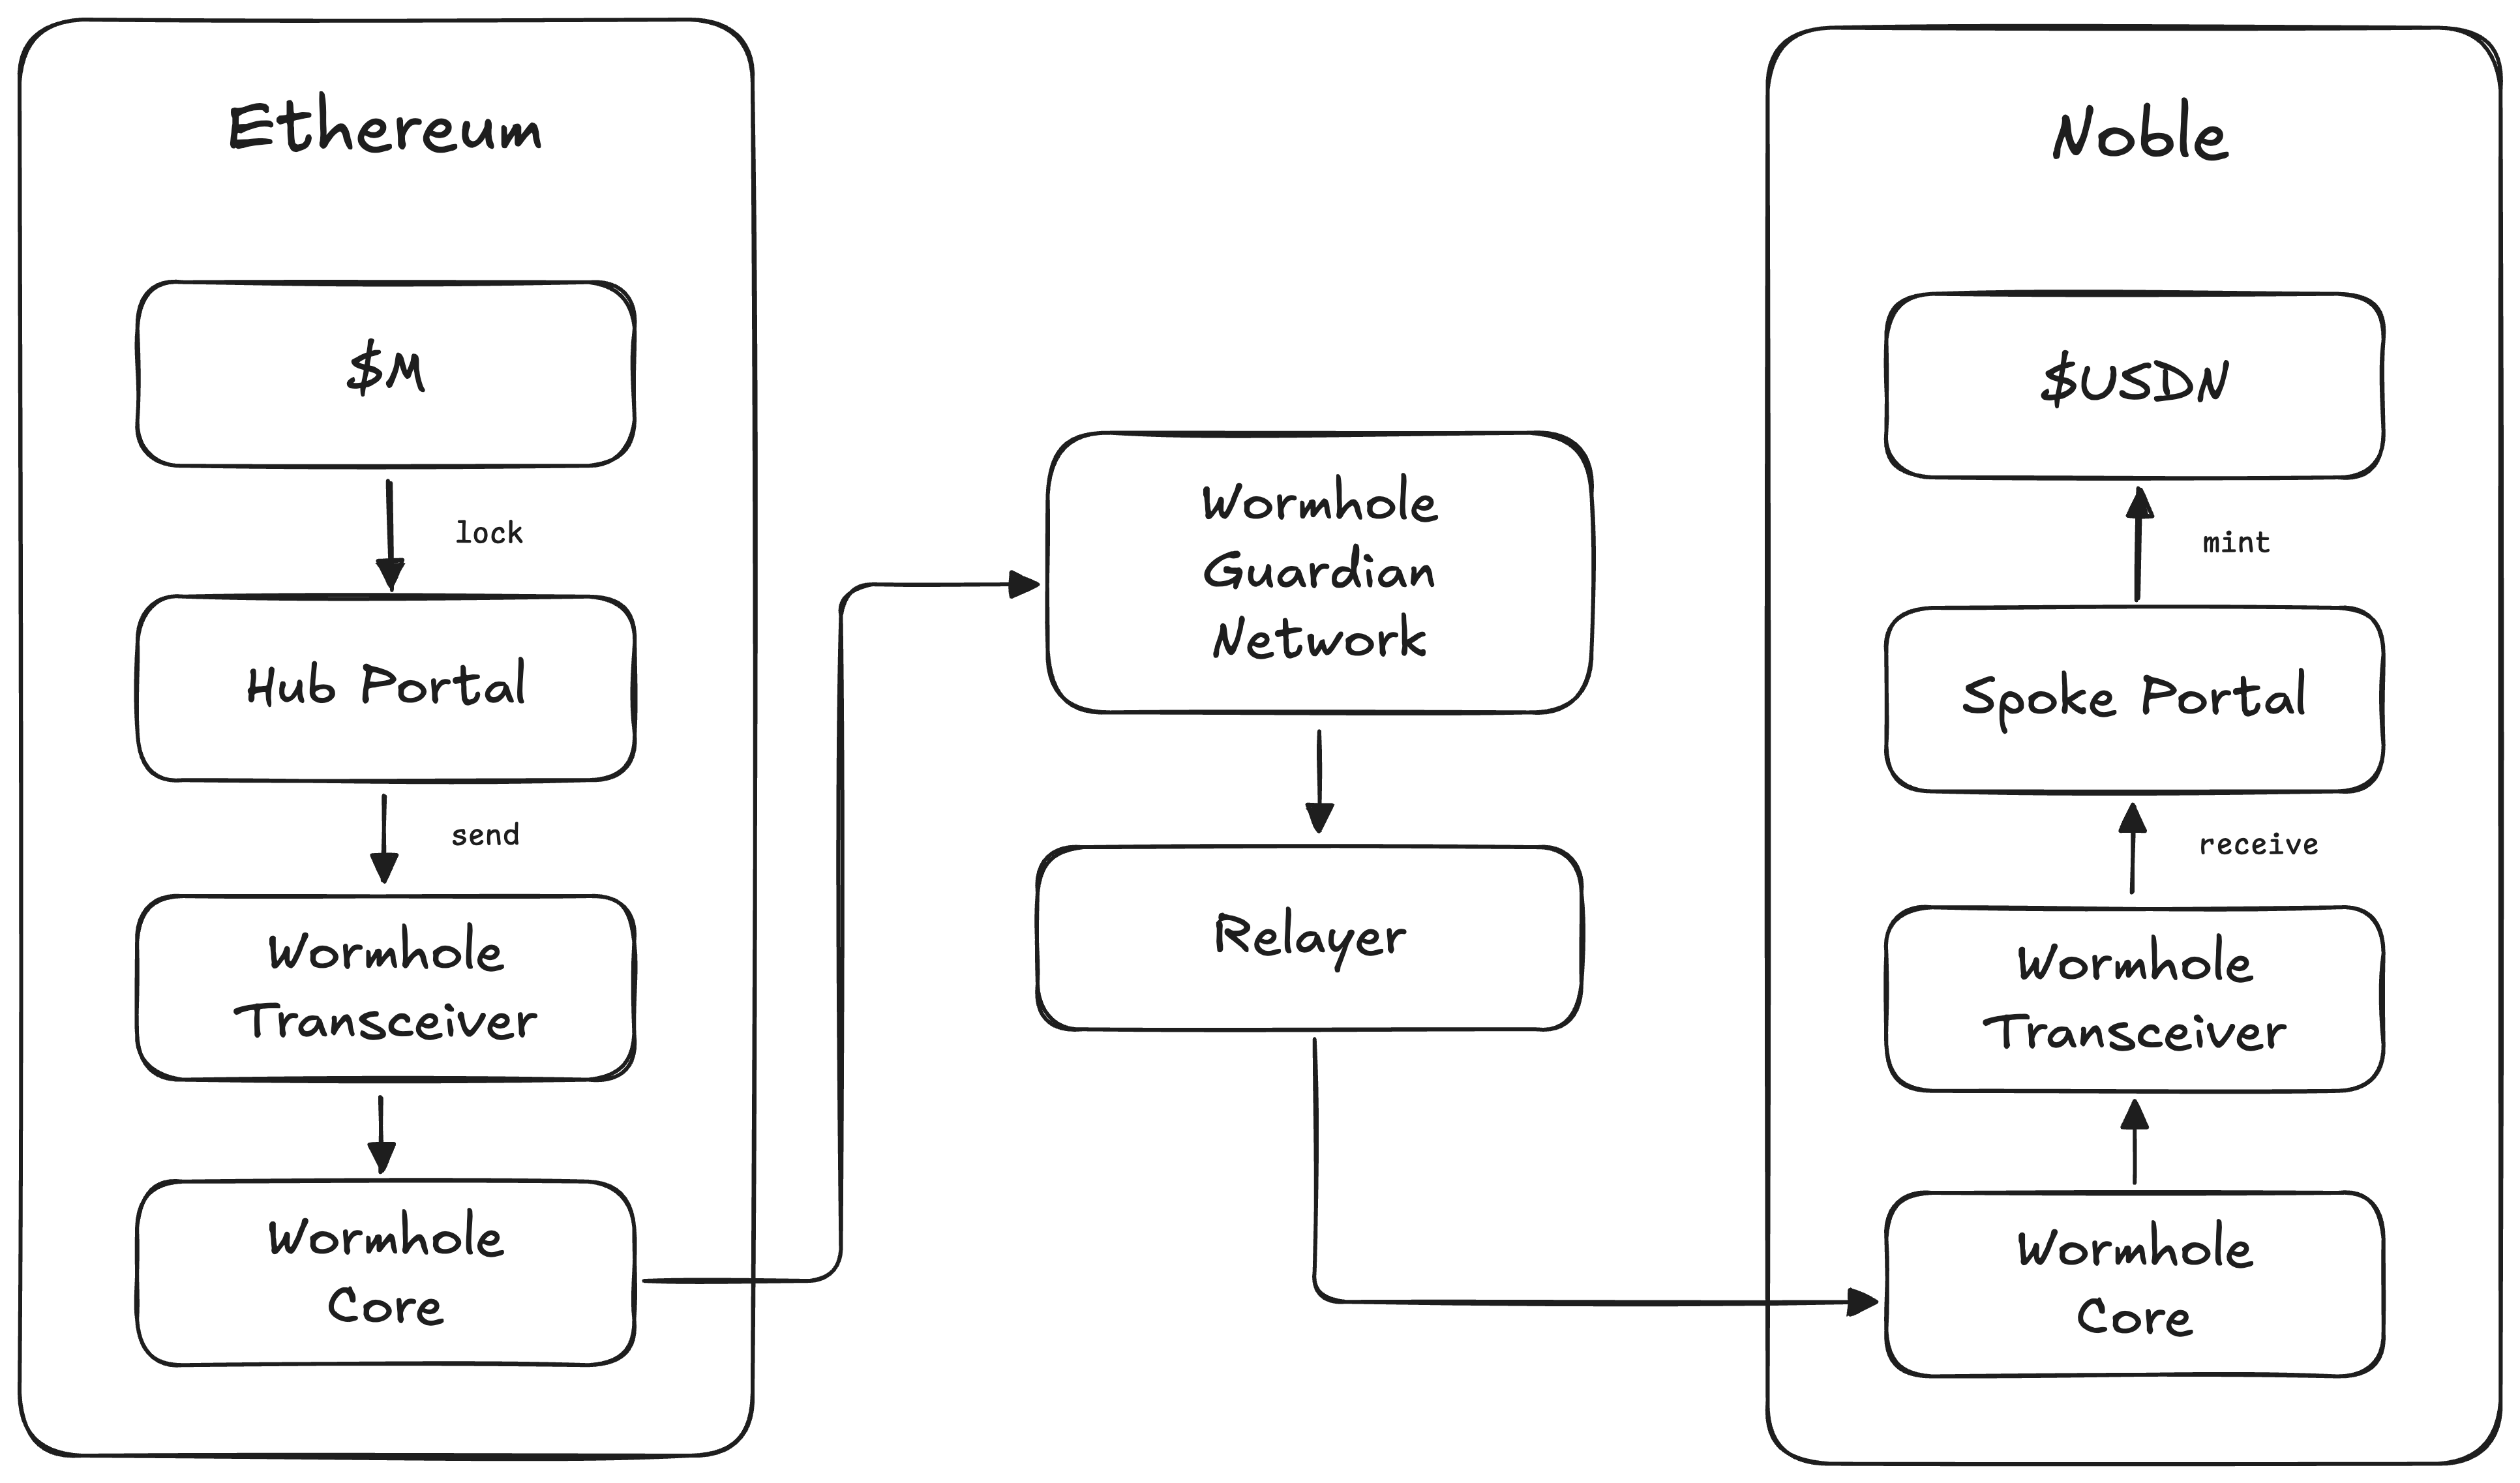 Ethereum
$M
lock
Hub Portal
send
Wormhole
Transceiver
Wormhole
Core
Wormhole
Guardian
Network
Relayer
Noble
$USDN
mint
Spoke Portal
receive
Wormhole
Transceiver
Wormhole
Core